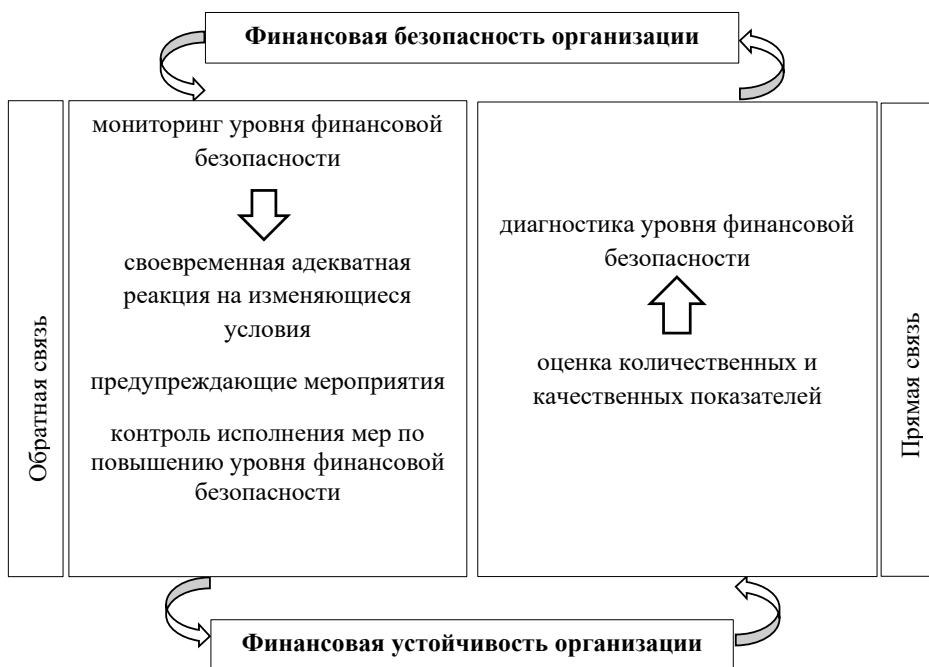 Финансовая безопасность организации
Обратная связь
мониторинг уровня финансовой
безопасности
своевременная адекватная
реакция на изменяющиеся
условия
предупреждающие мероприятия
контроль исполнения мер по
повышению уровня финансовой
безопасности
диагностика уровня финансовой
безопасности
оценка количественных и
качественных показателей
Прямая связь
Финансовая устойчивость организации